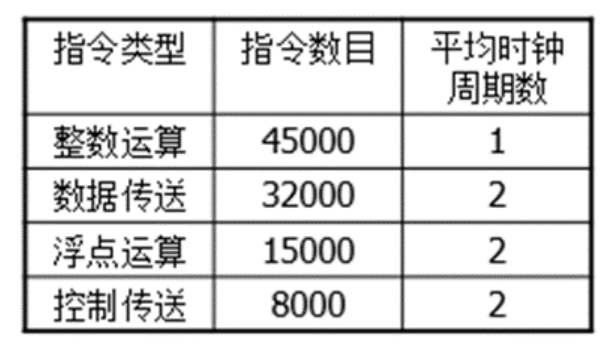 指令类型 指令数目 平均时钟
周期数
整数运算 45000 1
数据传送 32000 2
浮点运算 15000 2
控制传送 8000 2